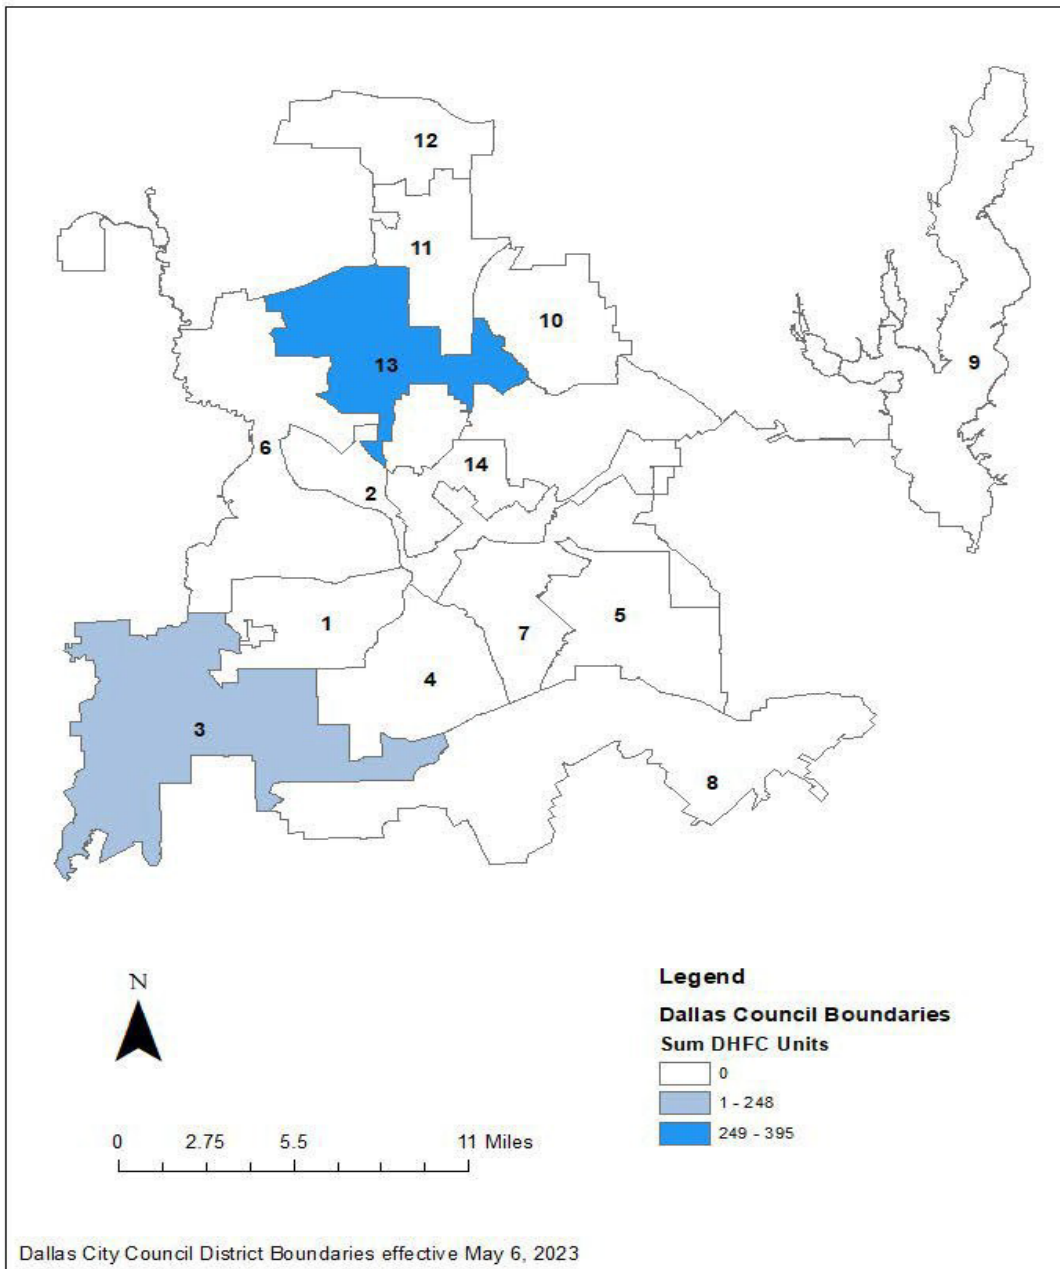 12
11
10
13
9
6
14
2
1
5
7
4
3
8
N
Legend
Dallas Council Boundaries
Sum DHFC Units
0
1 - 248
249 - 395
0 2.75 5.5 11 Miles
Dallas City Council District Boundaries effective May 6, 2023